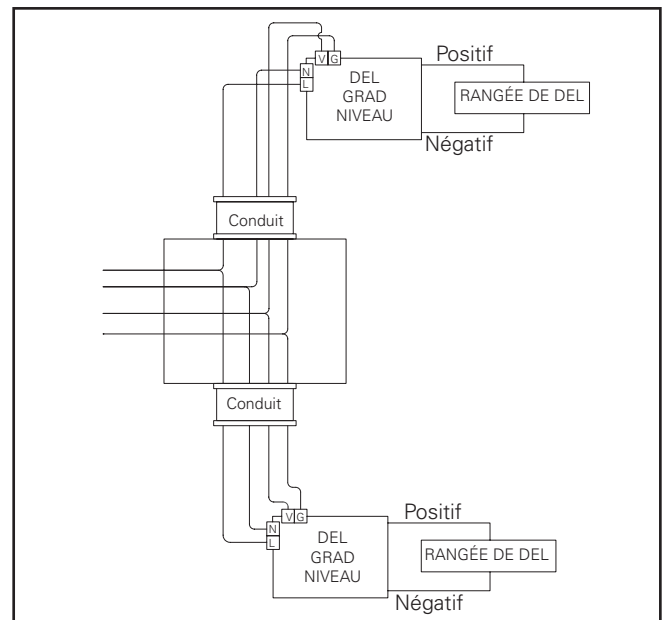 V G
Positif
N
L
DEL
GRAD
NIVEAU
RANGÉE DE DEL
Négatif
Conduit
Conduit
V G
Positif
N
L
DEL
GRAD
NIVEAU
RANGÉE DE DEL
Négatif